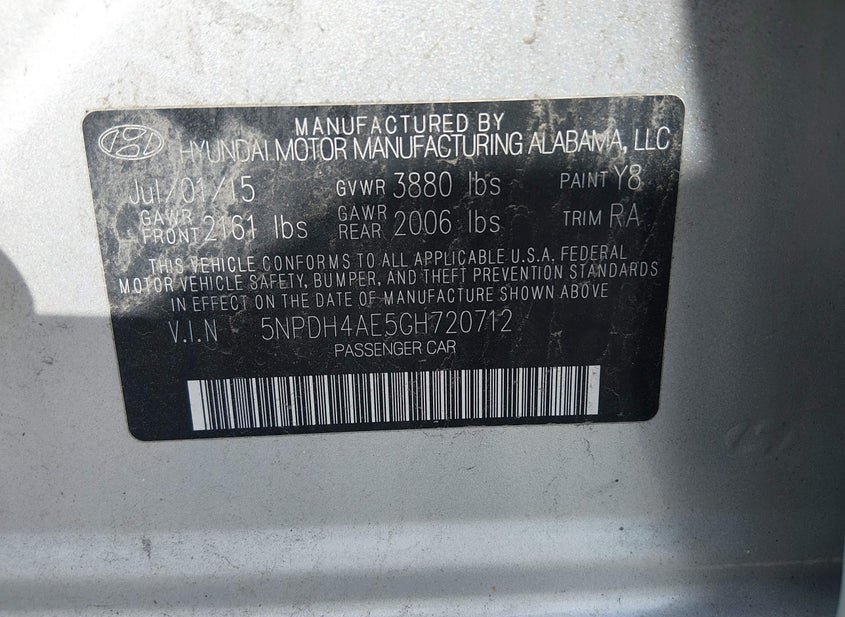 MANUFACTURED BY
HYUNDAI MOTOR MANUFACTURING ALABAMA, LLC
Jul/01/15 GVWR 3880 lbs PAINT Y8
GAWR FRONT 2161 lbs GAWR REAR 2006 lbs TRIM RA
THIS VEHICLE CONFORMS TO ALL APPLICABLE U.S.A. FEDERAL
MOTOR VEHICLE SAFETY, BUMPER, AND THEFT PREVENTION STANDARDS
IN EFFECT ON THE DATE OF MANUFACTURE SHOWN ABOVE
V.I.N 5NPDH4AE5GH720712
PASSENGER CAR